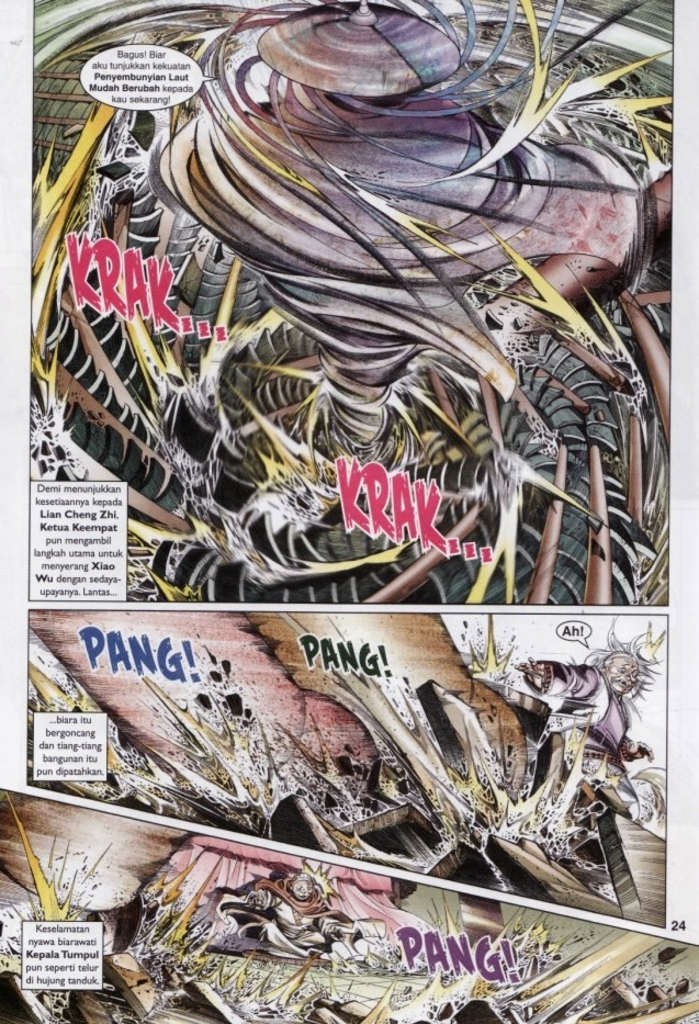 Bagus! Biar
aku tunjukkan kekuatan
Penyembunyian Laut
Mudah Berubah kepada
kau sekarang!
KRAK...
KRAK...
Demi menunjukkan
kesetiaannya kepada
Lian Cheng Zhi,
Ketua Keempat
pun mengambil
langkah utama untuk
menyerang Xiao
Wu dengan sedaya-
upayanya. Lantas...
PANG!
PANG!
Ah!
...biara itu
bergoncang
dan tiang-tiang
bangunan itu
pun dipatahkan.
24
Keselamatan
nyawa biarawati
Kepala Tumpul
pun seperti telur
di hujung tanduk.
PANG!